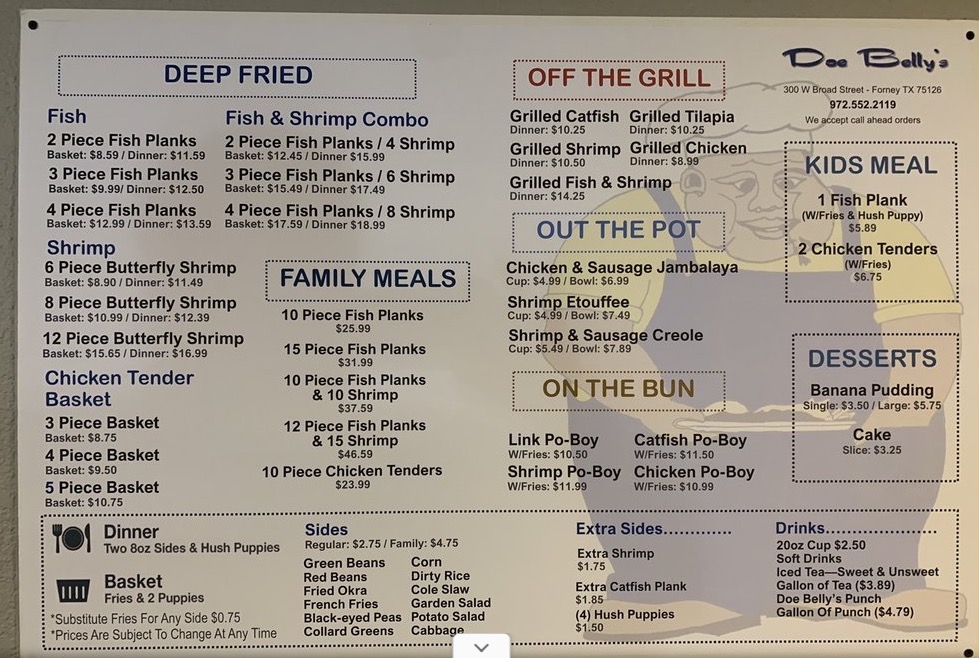 Doe Belly's
300 W Broad Street - Forney TX 75126
972.552.2119
We accept call ahead orders
DEEP FRIED
Fish
2 Piece Fish Planks
Basket: $8.59 / Dinner: $11.59
3 Piece Fish Planks
Basket: $9.99/ Dinner: $12.50
4 Piece Fish Planks
Basket: $12.99 / Dinner: $13.59
Fish & Shrimp Combo
2 Piece Fish Planks / 4 Shrimp
Basket: $12.45 / Dinner $15.99
3 Piece Fish Planks / 6 Shrimp
Basket: $15.49 / Dinner $17.49
4 Piece Fish Planks / 8 Shrimp
Basket: $17.59 / Dinner $18.99
Shrimp
6 Piece Butterfly Shrimp
Basket: $8.90 / Dinner: $11.49
8 Piece Butterfly Shrimp
Basket: $10.99 / Dinner: $12.39
12 Piece Butterfly Shrimp
Basket: $15.65 / Dinner: $16.99
Chicken Tender
Basket
3 Piece Basket
Basket: $8.75
4 Piece Basket
Basket: $9.50
5 Piece Basket
Basket: $10.75
FAMILY MEALS
10 Piece Fish Planks
$25.99
15 Piece Fish Planks
$31.99
10 Piece Fish Planks
& 10 Shrimp
$37.59
12 Piece Fish Planks
& 15 Shrimp
$46.59
10 Piece Chicken Tenders
$23.99
OFF THE GRILL
Grilled Catfish
Dinner: $10.25
Grilled Tilapia
Dinner: $10.25
Grilled Shrimp
Dinner: $10.50
Grilled Chicken
Dinner: $8.99
Grilled Fish & Shrimp
Dinner: $14.25
OUT THE POT
Chicken & Sausage Jambalaya
Cup: $4.99 / Bowl: $6.99
Shrimp Etouffee
Cup: $4.99 / Bowl: $7.49
Shrimp & Sausage Creole
Cup: $5.49 / Bowl: $7.89
ON THE BUN
Link Po-Boy
W/Fries: $10.50
Catfish Po-Boy
W/Fries: $11.50
Shrimp Po-Boy
W/Fries: $11.99
Chicken Po-Boy
W/Fries: $10.99
KIDS MEAL
1 Fish Plank
(W/Fries & Hush Puppy)
$5.89
2 Chicken Tenders
(W/Fries)
$6.75
DESSERTS
Banana Pudding
Single: $3.50 / Large: $5.75
Cake
Slice: $3.25
Dinner
Two 8oz Sides & Hush Puppies
Basket
Fries & 2 Puppies
*Substitute Fries For Any Side $0.75
*Prices Are Subject To Change At Any Time
Sides
Regular: $2.75 / Family: $4.75
Green Beans
Red Beans
Fried Okra
French Fries
Black-eyed Peas
Collard Greens
Corn
Dirty Rice
Cole Slaw
Garden Salad
Potato Salad
Cabbage
Extra Sides.............
Extra Shrimp
$1.75
Extra Catfish Plank
$1.85
(4) Hush Puppies
$1.50
Drinks.....................
20oz Cup $2.50
Soft Drinks
Iced Tea—Sweet & Unsweet
Gallon of Tea ($3.89)
Doe Belly's Punch
Gallon Of Punch ($4.79)